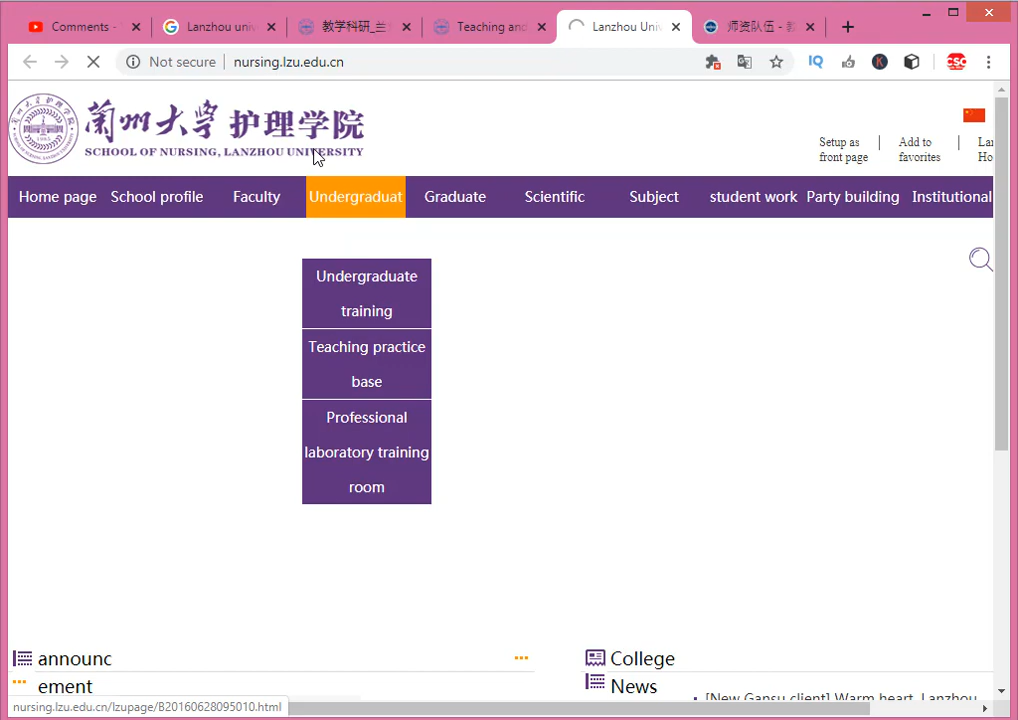 Comments -
Lanzhou univ
教学科研_兰
Teaching and
Lanzhou Univ
师资队伍 - 教
Not secure
nursing.lzu.edu.cn
IQ
K
CSC
兰州大学 护理学院
SCHOOL OF NURSING, LANZHOU UNIVERSITY
Setup as
front page
Add to
favorites
Lan
Ho
Home page
School profile
Faculty
Undergraduat
Graduate
Scientific
Subject
student work
Party building
Institutional
Undergraduate
training
Teaching practice
base
Professional
laboratory training
room
announc
ement
College
News
[New Gansu client] Warm heart, Lanzhou
nursing.lzu.edu.cn/lzupage/B20160628095010.html